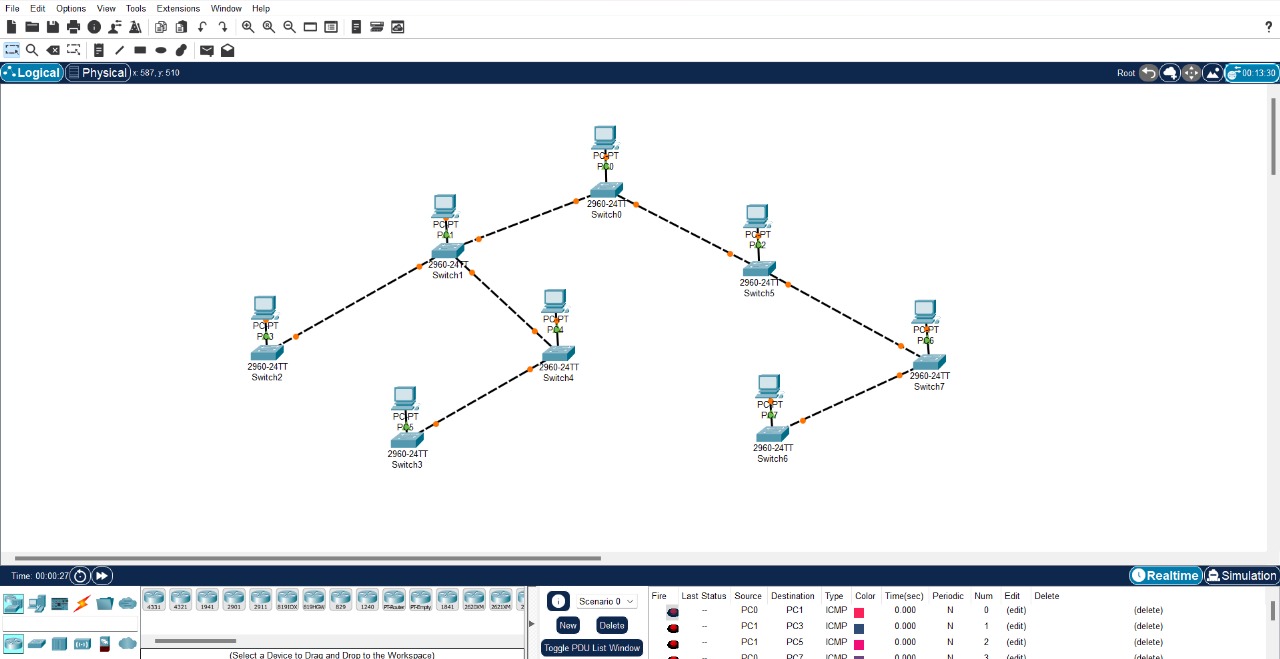 File Edit Options View Tools Extensions Window Help
?
Logical Physical x: 587, y: 510 Root 00:13:30
PC-PT
PC0
2960-24TT
Switch0
PC-PT
PC1
2960-24TT
Switch1
PC-PT
PC2
2960-24TT
Switch5
PC-PT
PC3
2960-24TT
Switch2
PC-PT
PC4
2960-24TT
Switch4
PC-PT
PC6
2960-24TT
Switch7
PC-PT
PC5
2960-24TT
Switch3
PC-PT
PC7
2960-24TT
Switch6
Time: 00:00:27 Realtime Simulation
4331 4321 1941 2901 2911 819IOX 819HGW 829 1240 PT-Router PT-Empty 1841 2620XM 2621XM 2
(Select a Device to Drag and Drop to the Workspace)
Scenario 0
New Delete
Toggle PDU List Window
Fire Last Status Source Destination Type Color Time(sec) Periodic Num Edit Delete
-- PC0 PC1 ICMP 0.000 N 0 (edit) (delete)
-- PC1 PC3 ICMP 0.000 N 1 (edit) (delete)
-- PC1 PC5 ICMP 0.000 N 2 (edit) (delete)
-- PC0 PC7 ICMP 0.000 N 3 (edit) (delete)